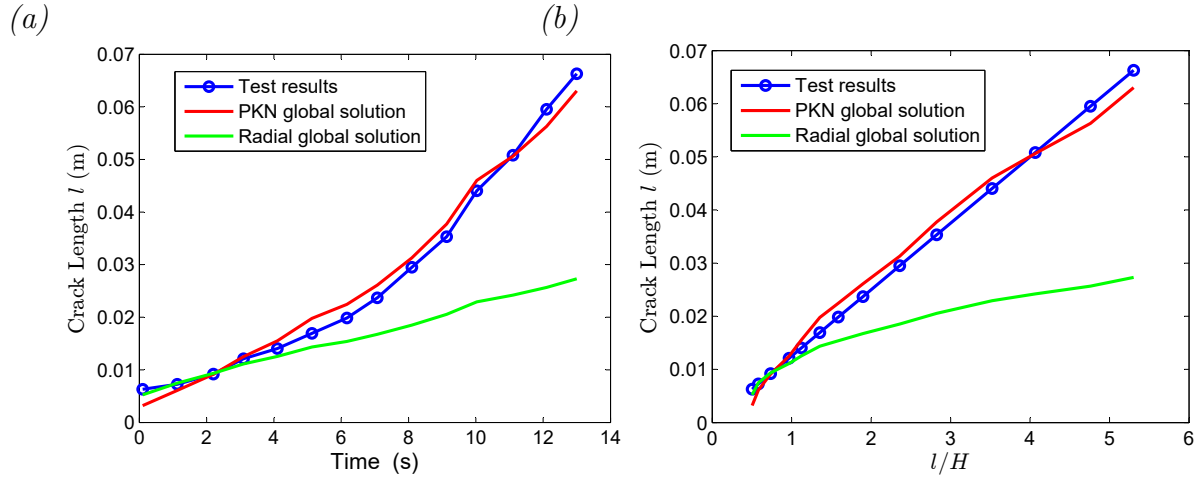 (a)
0.07
0.06
0.05
0.04
0.03
0.02
0.01
0
Crack Length l (m)
Test results
PKN global solution
Radial global solution
0 2 4 6 8 10 12 14
Time (s)
(b)
0.07
0.06
0.05
0.04
0.03
0.02
0.01
0
Crack Length l (m)
Test results
PKN global solution
Radial global solution
0 1 2 3 4 5 6
l/H